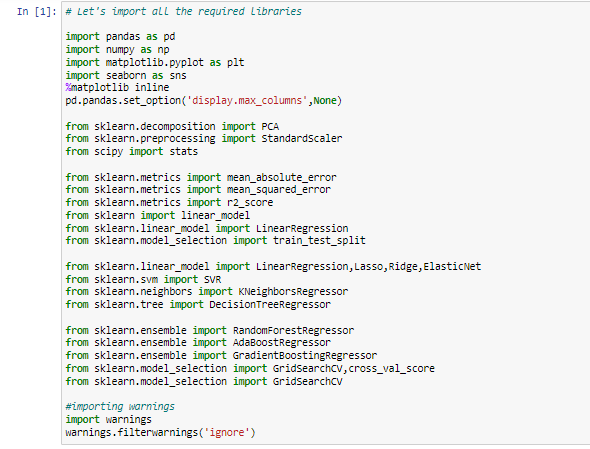 In [1]: # Let's import all the required libraries
import pandas as pd
import numpy as np
import matplotlib.pyplot as plt
import seaborn as sns
%matplotlib inline
pd.pandas.set_option('display.max_columns',None)
from sklearn.decomposition import PCA
from sklearn.preprocessing import StandardScaler
from scipy import stats
from sklearn.metrics import mean_absolute_error
from sklearn.metrics import mean_squared_error
from sklearn.metrics import r2_score
from sklearn import linear_model
from sklearn.linear_model import LinearRegression
from sklearn.model_selection import train_test_split
from sklearn.linear_model import LinearRegression,Lasso,Ridge,ElasticNet
from sklearn.svm import SVR
from sklearn.neighbors import KNeighborsRegressor
from sklearn.tree import DecisionTreeRegressor
from sklearn.ensemble import RandomForestRegressor
from sklearn.ensemble import AdaBoostRegressor
from sklearn.ensemble import GradientBoostingRegressor
from sklearn.model_selection import GridSearchCV,cross_val_score
from sklearn.model_selection import GridSearchCV
#importing warnings
import warnings
warnings.filterwarnings('ignore')